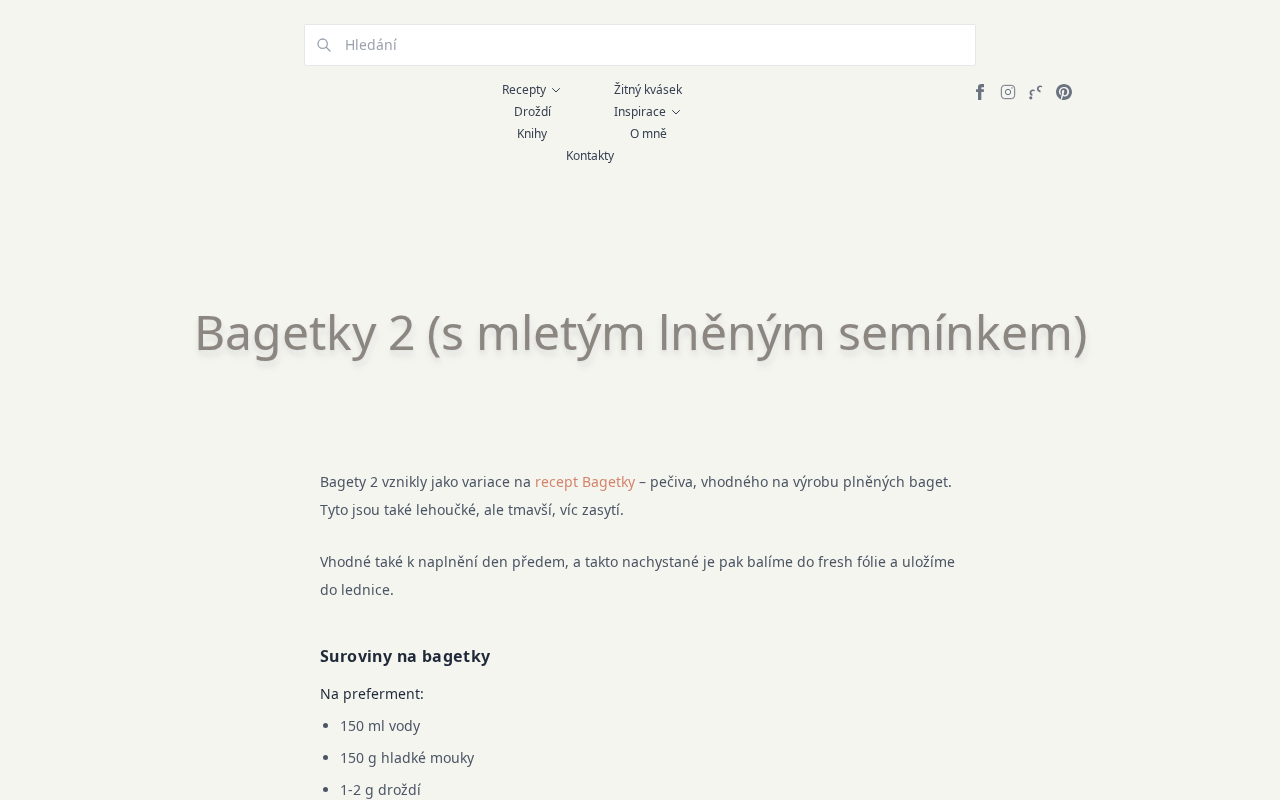 Hledání
Recepty
Žitný kvásek
Droždí
Inspirace
Knihy
O mně
Kontakty
Bagetky 2 (s mletým lněným semínkem)
Bagety 2 vznikly jako variace na recept Bagetky – pečiva, vhodného na výrobu plněných baget.
Tyto jsou také lehoučké, ale tmavší, víc zasytí.
Vhodné také k naplnění den předem, a takto nachystané je pak balíme do fresh fólie a uložíme
do lednice.
Suroviny na bagetky
Na preferment:
150 ml vody
150 g hladké mouky
1-2 g droždí